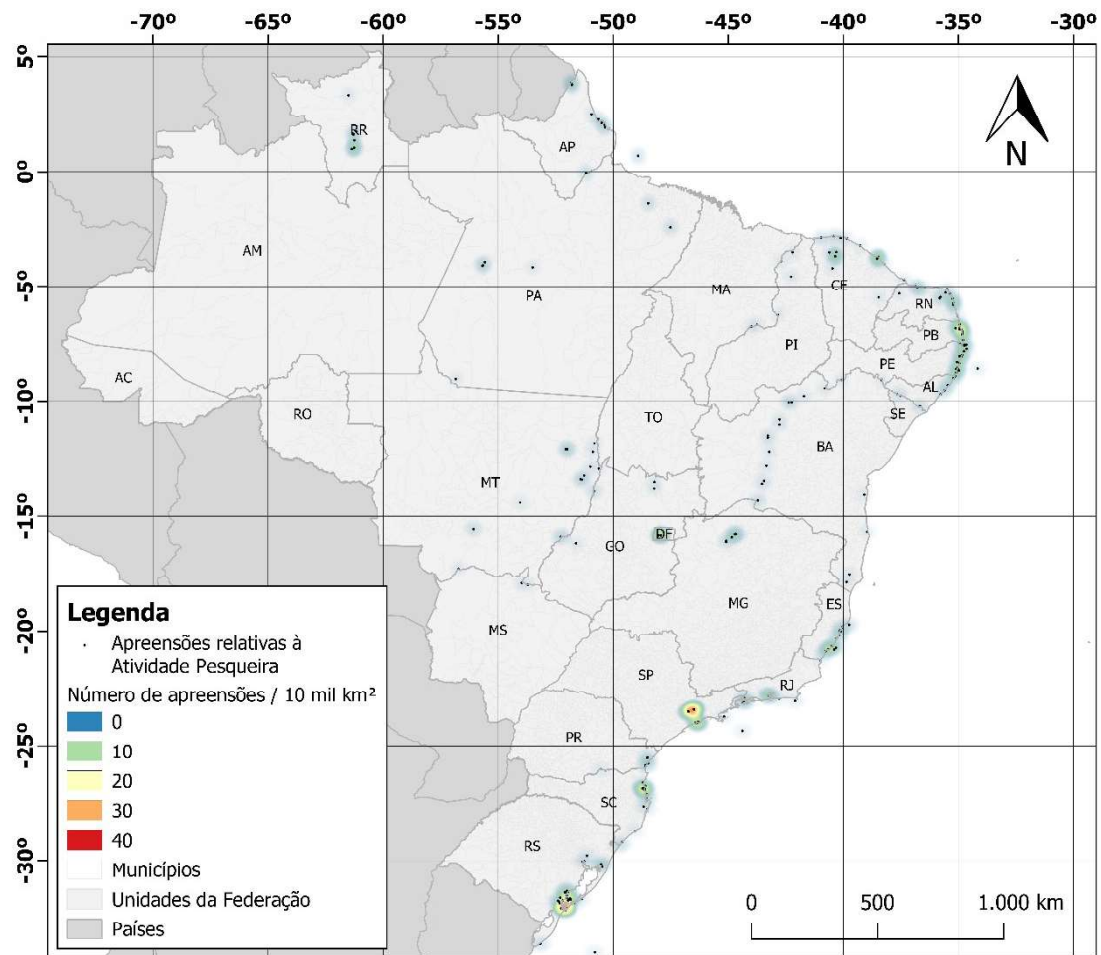 -70º -65º -60º -55º -50º -45º -40º -35º -30º
5º
0º
-5º
-10º
-15º
-20º
-25º
-30º
N
RR
AP
AM
PA
MA
CE
RN
PB
PI
PE
AL
AC
SE
RO
TO
BA
MT
DF
GO
MG
ES
MS
SP
RJ
PR
SC
RS
Legenda
Apreensões relativas à
Atividade Pesqueira
Número de apreensões / 10 mil km²
0
10
20
30
40
Municípios
Unidades da Federação
Países
0 500 1.000 km